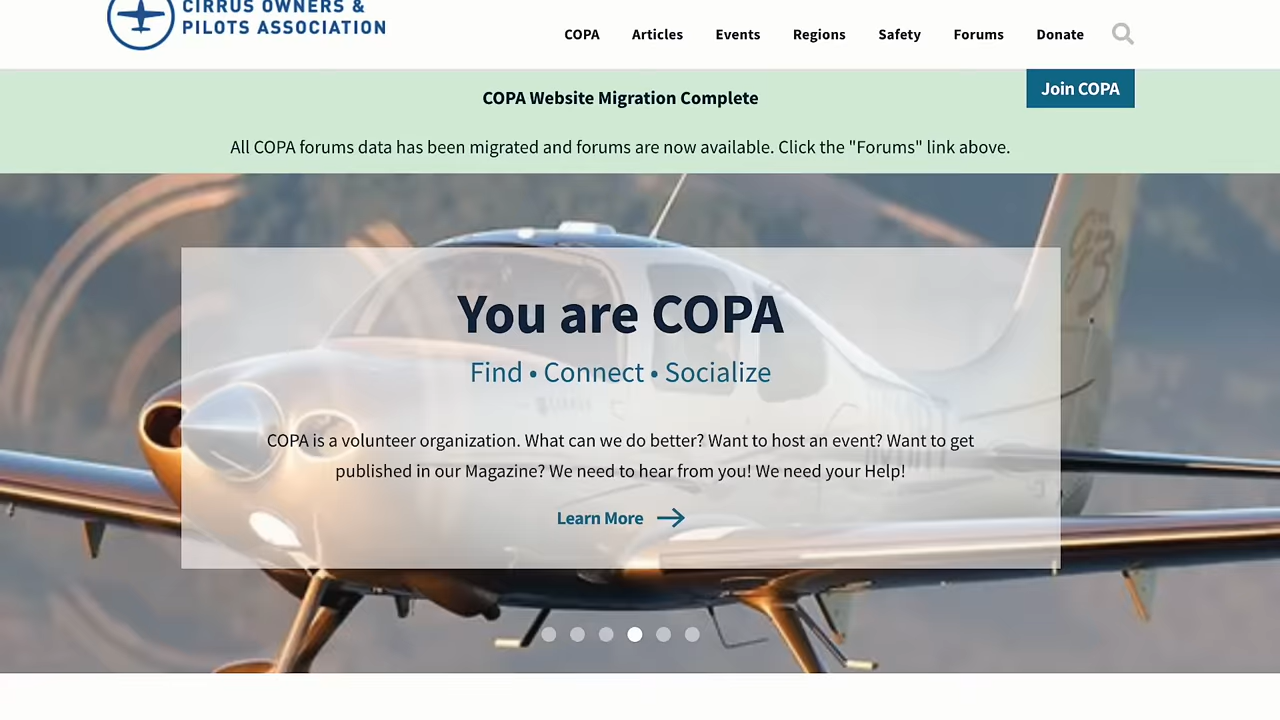 CIRRUS OWNERS &
PILOTS ASSOCIATION
COPA Articles Events Regions Safety Forums Donate
Join COPA
COPA Website Migration Complete
All COPA forums data has been migrated and forums are now available. Click the "Forums" link above.
You are COPA
Find • Connect • Socialize
COPA is a volunteer organization. What can we do better? Want to host an event? Want to get
published in our Magazine? We need to hear from you! We need your Help!
Learn More
g3